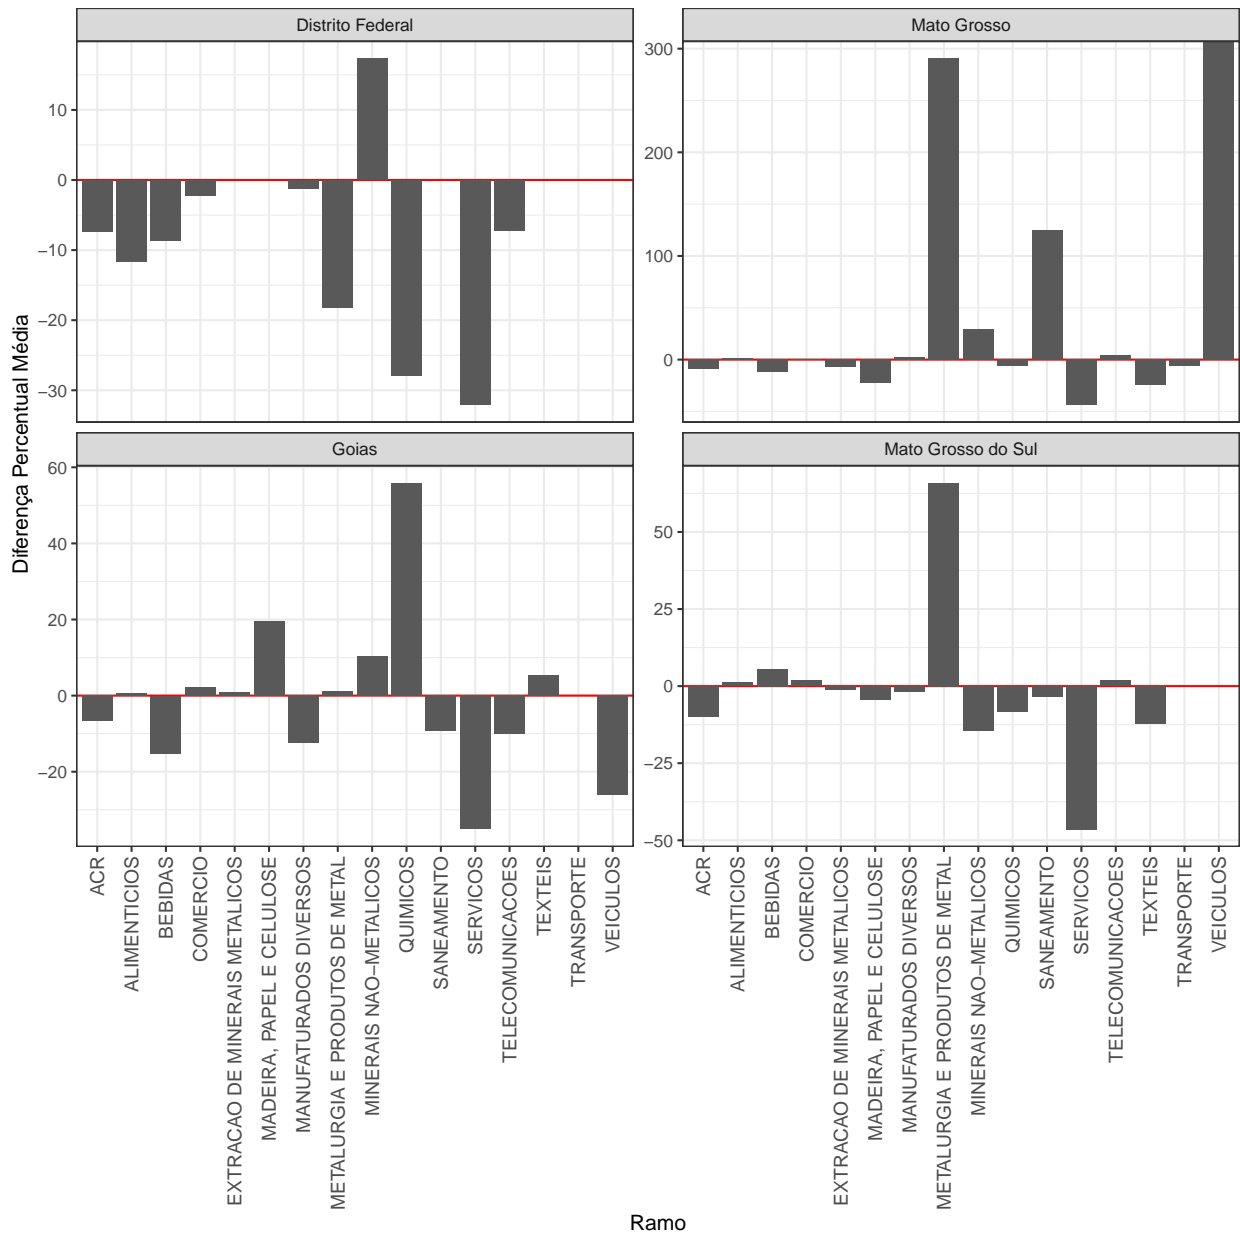 Distrito Federal
Mato Grosso
Diferença Percentual Média
10
0
−10
−20
−30
300
200
100
0
Goias
Mato Grosso do Sul
60
40
20
0
−20
50
25
0
−25
−50
ACR
ALIMENTICIOS
BEBIDAS
COMERCIO
EXTRACAO DE MINERAIS METALICOS
MADEIRA, PAPEL E CELULOSE
MANUFATURADOS DIVERSOS
METALURGIA E PRODUTOS DE METAL
MINERAIS NAO−METALICOS
QUIMICOS
SANEAMENTO
SERVICOS
TELECOMUNICACOES
TEXTEIS
TRANSPORTE
VEICULOS
ACR
ALIMENTICIOS
BEBIDAS
COMERCIO
EXTRACAO DE MINERAIS METALICOS
MADEIRA, PAPEL E CELULOSE
MANUFATURADOS DIVERSOS
METALURGIA E PRODUTOS DE METAL
MINERAIS NAO−METALICOS
QUIMICOS
SANEAMENTO
SERVICOS
TELECOMUNICACOES
TEXTEIS
TRANSPORTE
VEICULOS
Ramo